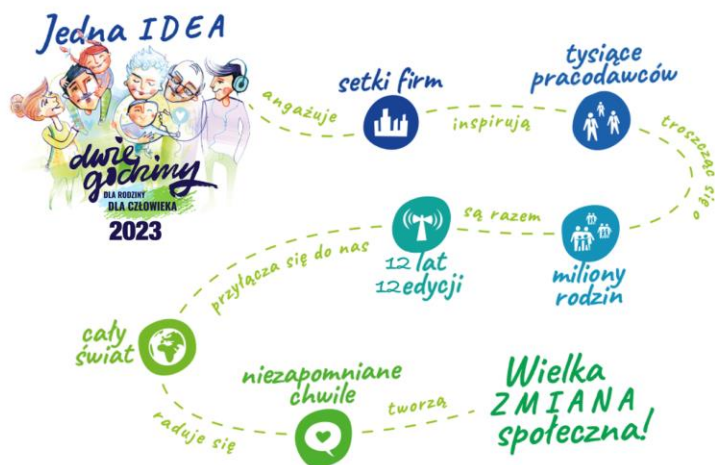 Jedna IDEA
dwie
godziny
DLA RODZINY
DLA CZŁOWIEKA
2023
angażuje
setki firm
inspirują
tysiące
pracodawców
troszcząc się o
miliony
rodzin
są razem
12 lat
12 edycji
przyłącza się do nas
cały
świat
raduje się
niezapomniane
chwile
tworzą
Wielka
ZMIANA
społeczna!